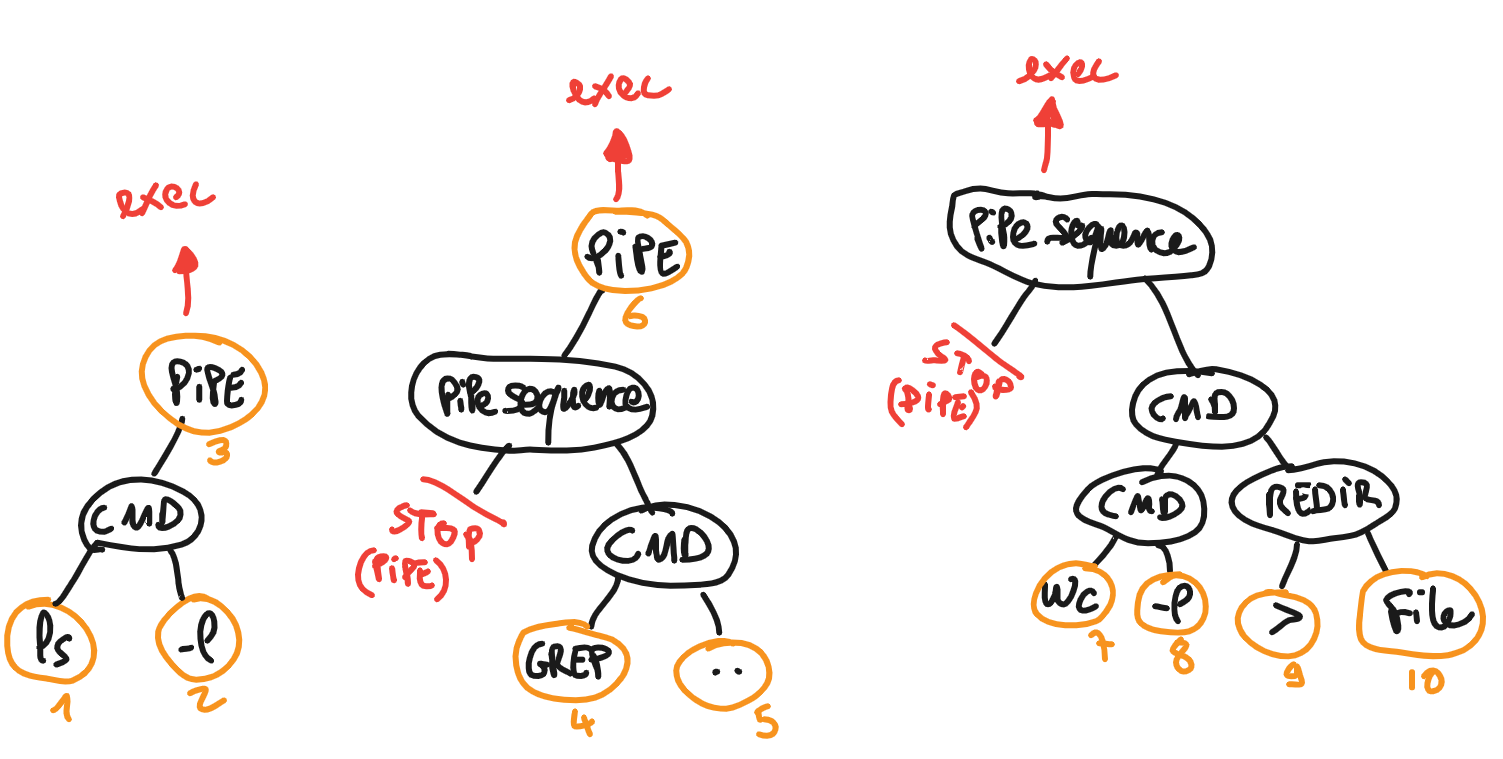 exec
PiPE
3
CMD
Ps
-P
1
2
exec
PiPE
6
PiPe sequence
STOP
(PiPE)
CMD
GREP
..
4
5
exec
PiPe sequence
STOP
(PiPE)
CMD
CMD
REDiR
Wc
-P
>
File
7
8
9
10